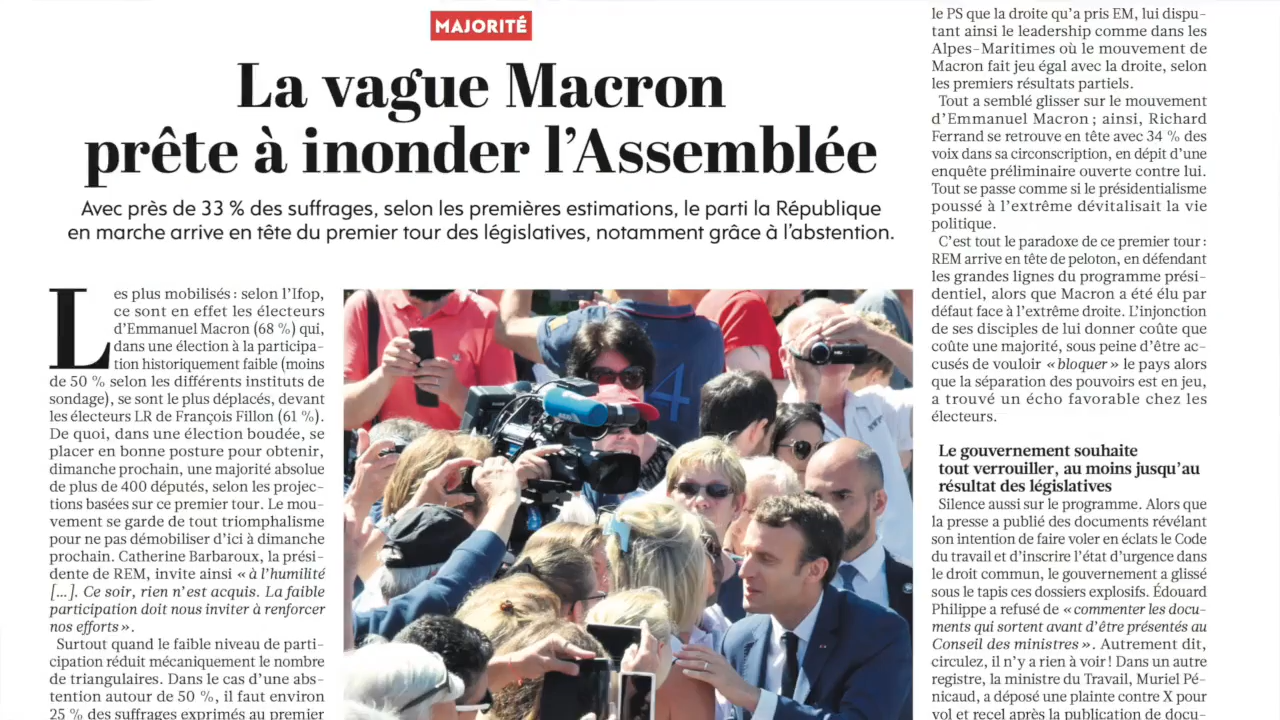 MAJORITÉ
La vague Macron
prête à inonder l’Assemblée
Avec près de 33 % des suffrages, selon les premières estimations, le parti la République
en marche arrive en tête du premier tour des législatives, notamment grâce à l’abstention.
Les plus mobilisés : selon l’Ifop,
ce sont en effet les électeurs
d’Emmanuel Macron (68 %) qui,
dans une élection à la participa-
tion historiquement faible (moins
de 50 % selon les différents instituts de
sondage), se sont le plus déplacés, devant
les électeurs LR de François Fillon (61 %).
De quoi, dans une élection boudée, se
placer en bonne posture pour obtenir,
dimanche prochain, une majorité absolue
de plus de 400 députés, selon les projec-
tions basées sur ce premier tour. Le mou-
vement se garde de tout triomphalisme
pour ne pas démobiliser d’ici à dimanche
prochain. Catherine Barbaroux, la prési-
dente de REM, invite ainsi « à l’humilité
[…]. Ce soir, rien n’est acquis. La faible
participation doit nous inviter à renforcer
nos efforts ».
Surtout quand le faible niveau de parti-
cipation réduit mécaniquement le nombre
de triangulaires. Dans le cas d’une abs-
tention autour de 50 %, il faut environ
25 % des suffrages exprimés au premier
4
le PS que la droite qu’a pris EM, lui dispu-
tant ainsi le leadership comme dans les
Alpes-Maritimes où le mouvement de
Macron fait jeu égal avec la droite, selon
les premiers résultats partiels.
Tout a semblé glisser sur le mouvement
d’Emmanuel Macron ; ainsi, Richard
Ferrand se retrouve en tête avec 34 % des
voix dans sa circonscription, en dépit d’une
enquête préliminaire ouverte contre lui.
Tout se passe comme si le présidentialisme
poussé à l’extrême dévitalisait la vie
politique.
C’est tout le paradoxe de ce premier tour :
REM arrive en tête de peloton, en défendant
les grandes lignes du programme prési-
dentiel, alors que Macron a été élu par
défaut face à l’extrême droite. L’injonction
de ses disciples de lui donner coûte que
coûte une majorité, sous peine d’être ac-
cusés de vouloir « bloquer » le pays alors
que la séparation des pouvoirs est en jeu,
a trouvé un écho favorable chez les
électeurs.
Le gouvernement souhaite
tout verrouiller, au moins jusqu’au
résultat des législatives
Silence aussi sur le programme. Alors que
la presse a publié des documents révélant
son intention de faire voler en éclats le Code
du travail et d’inscrire l’état d’urgence dans
le droit commun, le gouvernement a glissé
sous le tapis ces dossiers explosifs. Édouard
Philippe a refusé de « commenter les docu-
ments qui sortent avant d’être présentés au
Conseil des ministres ». Autrement dit,
circulez, il n’y a rien à voir ! Dans un autre
registre, la ministre du Travail, Muriel Pé-
nicaud, a déposé une plainte contre X pour
vol et recel après la publication de docu-